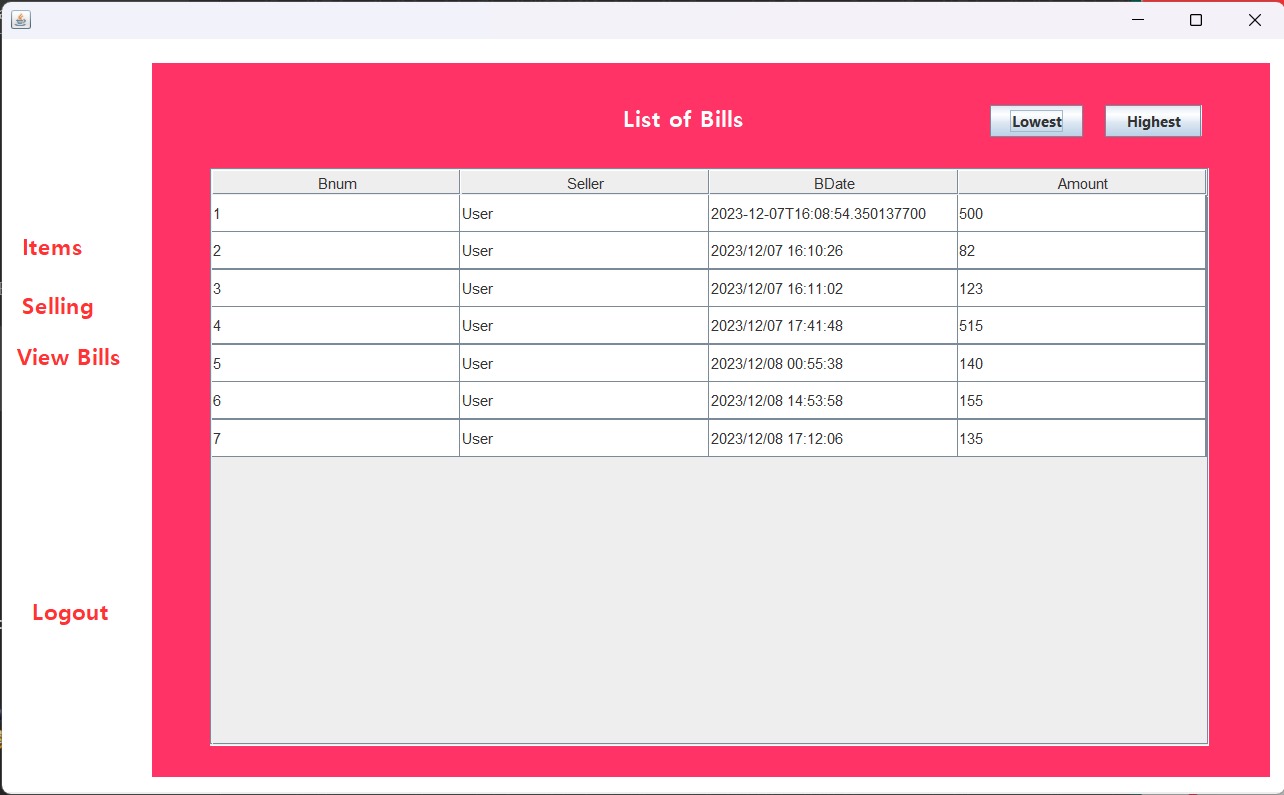 List of Bills
Lowest Highest
Bnum Seller BDate Amount
1 User 2023-12-07T16:08:54.350137700 500
2 User 2023/12/07 16:10:26 82
3 User 2023/12/07 16:11:02 123
4 User 2023/12/07 17:41:48 515
5 User 2023/12/08 00:55:38 140
6 User 2023/12/08 14:53:58 155
7 User 2023/12/08 17:12:06 135
Items
Selling
View Bills
Logout